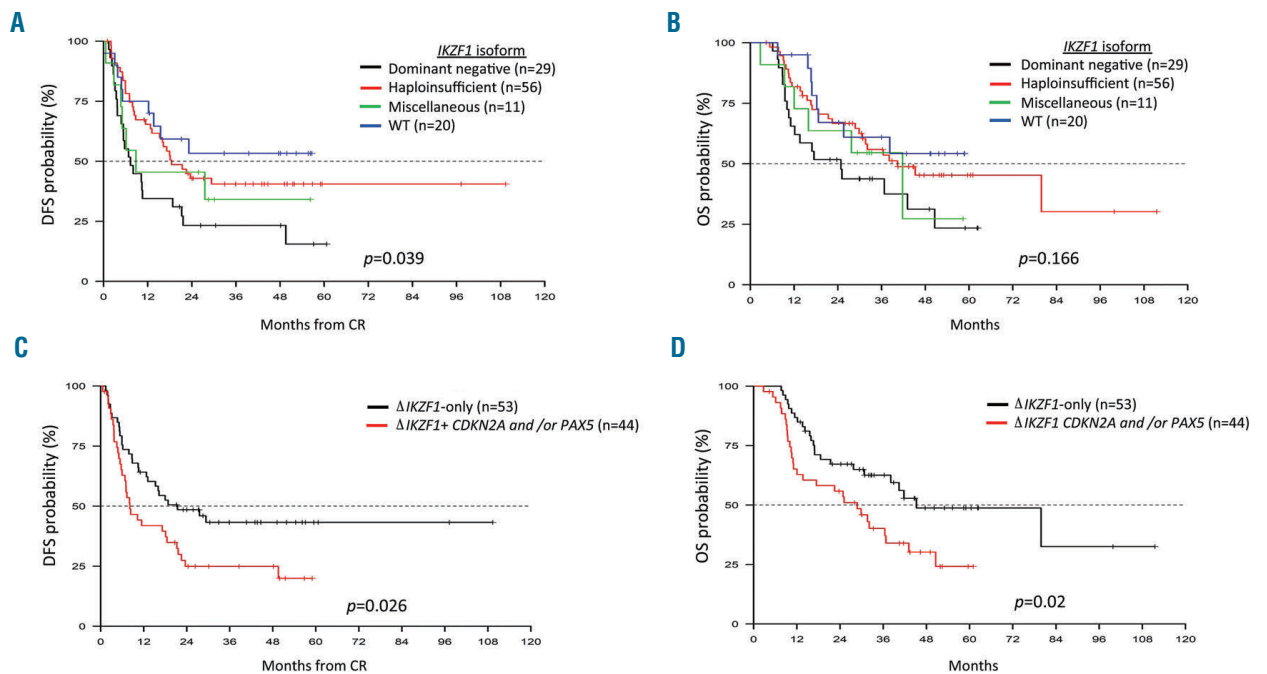 A
100
75
50
25
0
DFS probability (%)
IKZF1 isoform
Dominant negative (n=29)
Haploinsufficient (n=56)
Miscellaneous (n=11)
WT (n=20)
p=0.039
0 12 24 36 48 60 72 84 96 108 120
Months from CR
B
100
75
50
25
0
OS probability (%)
IKZF1 isoform
Dominant negative (n=29)
Haploinsufficient (n=56)
Miscellaneous (n=11)
WT (n=20)
p=0.166
0 12 24 36 48 60 72 84 96 108 120
Months
C
100
75
50
25
0
DFS probability (%)
Δ IKZF1-only (n=53)
Δ IKZF1+ CDKN2A and /or PAX5 (n=44)
p=0.026
0 12 24 36 48 60 72 84 96 108 120
Months from CR
D
100
75
50
25
0
OS probability (%)
Δ IKZF1-only (n=53)
Δ IKZF1 CDKN2A and /or PAX5 (n=44)
p=0.02
0 12 24 36 48 60 72 84 96 108 120
Months